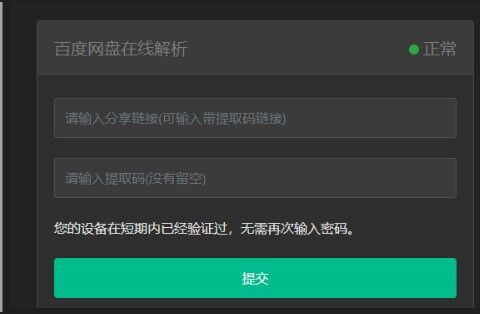 百度网盘在线解析
正常
请输入分享链接(可输入带提取码链接)
请输入提取码(没有留空)
您的设备在短期内已经验证过，无需再次输入密码。
提交